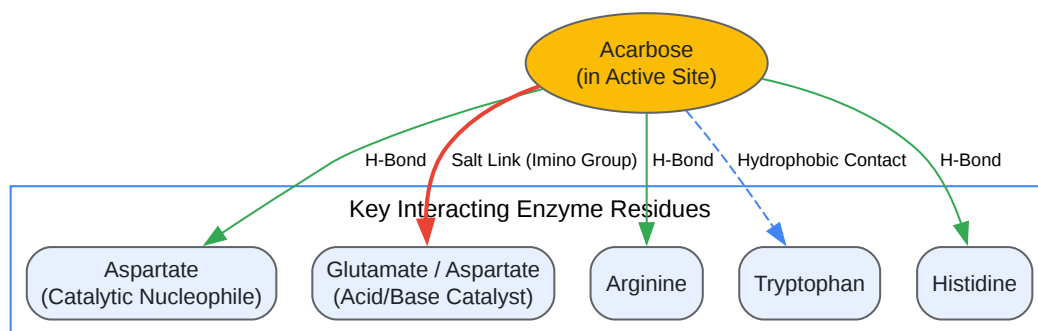 Acarbose
(in Active Site)
H-Bond
Salt Link (Imino Group)
H-Bond
Hydrophobic Contact
H-Bond
Key Interacting Enzyme Residues
Aspartate
(Catalytic Nucleophile)
Glutamate / Aspartate
(Acid/Base Catalyst)
Arginine
Tryptophan
Histidine